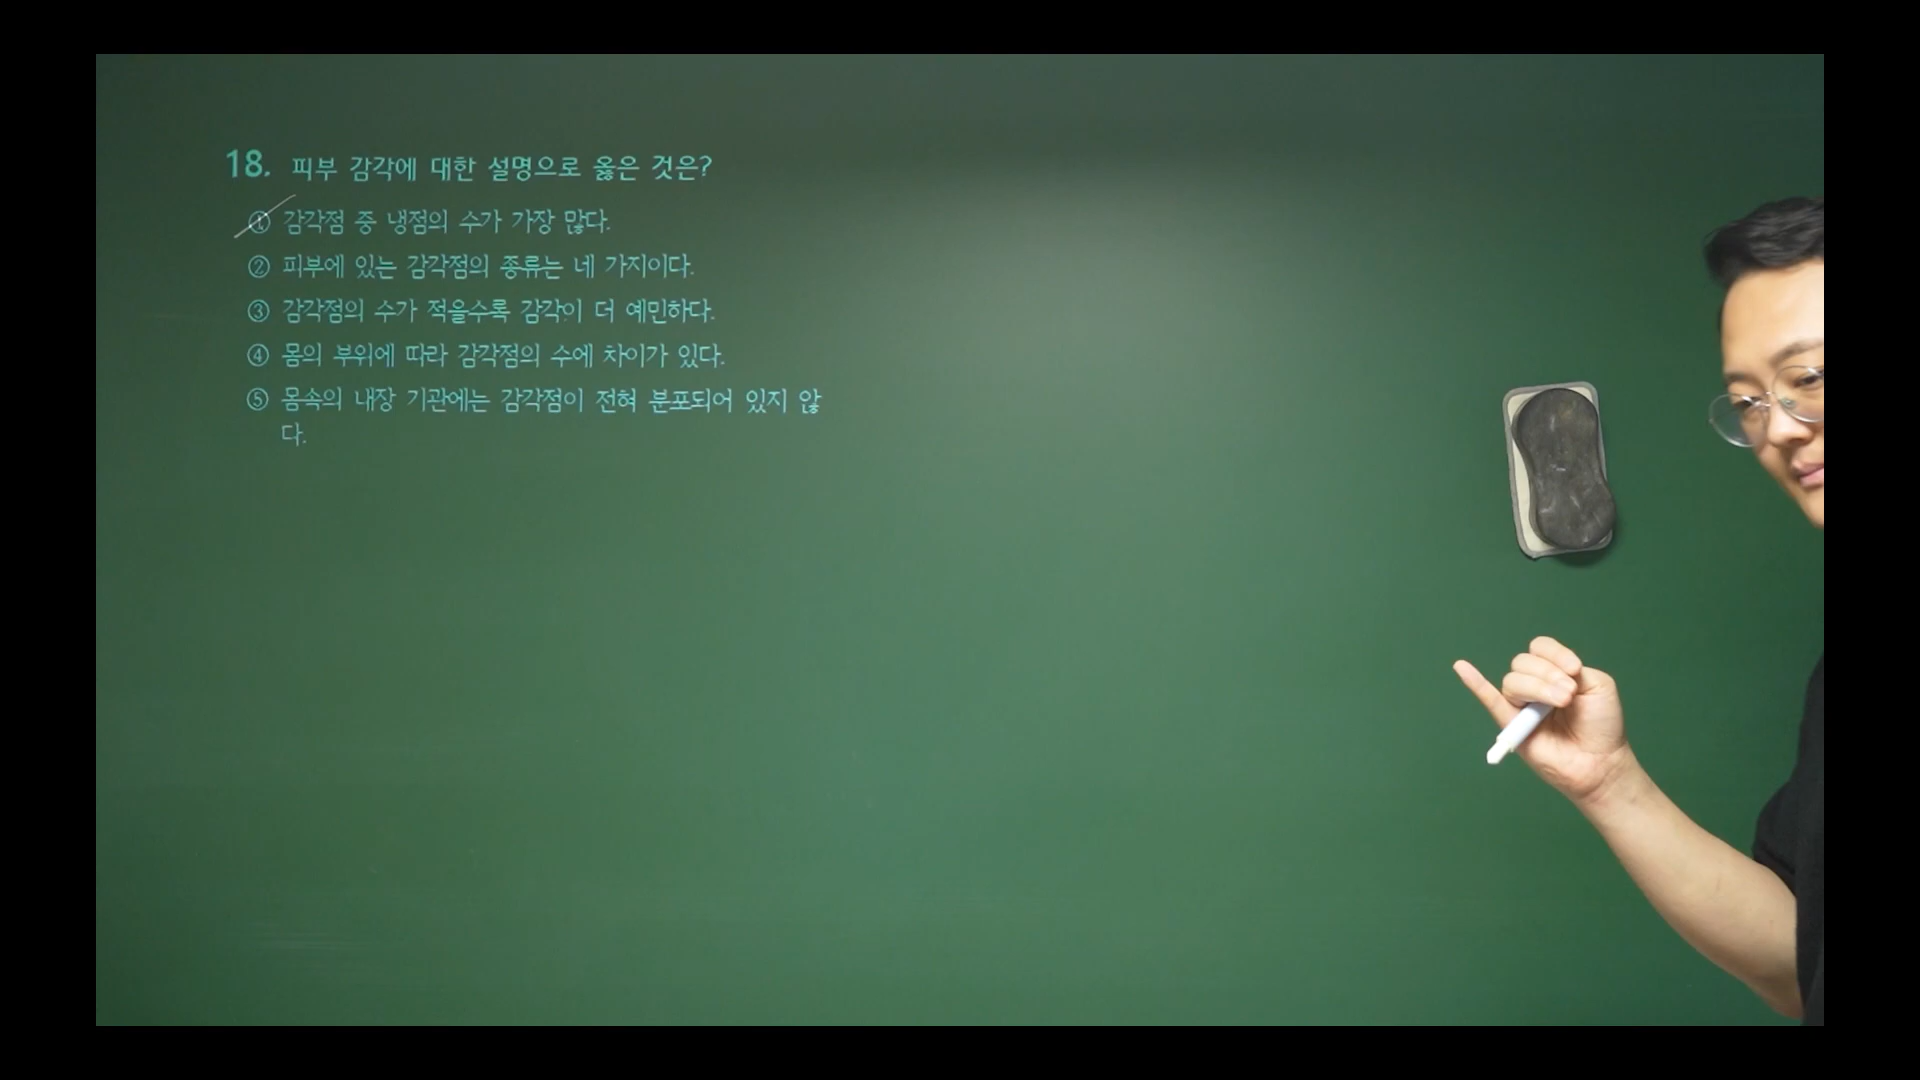 18. 피부 감각에 대한 설명으로 옳은 것은?
① 감각점 중 냉점의 수가 가장 많다.
② 피부에 있는 감각점의 종류는 네 가지이다.
③ 감각점의 수가 적을수록 감각이 더 예민하다.
④ 몸의 부위에 따라 감각점의 수에 차이가 있다.
⑤ 몸속의 내장 기관에는 감각점이 전혀 분포되어 있지 않
다.